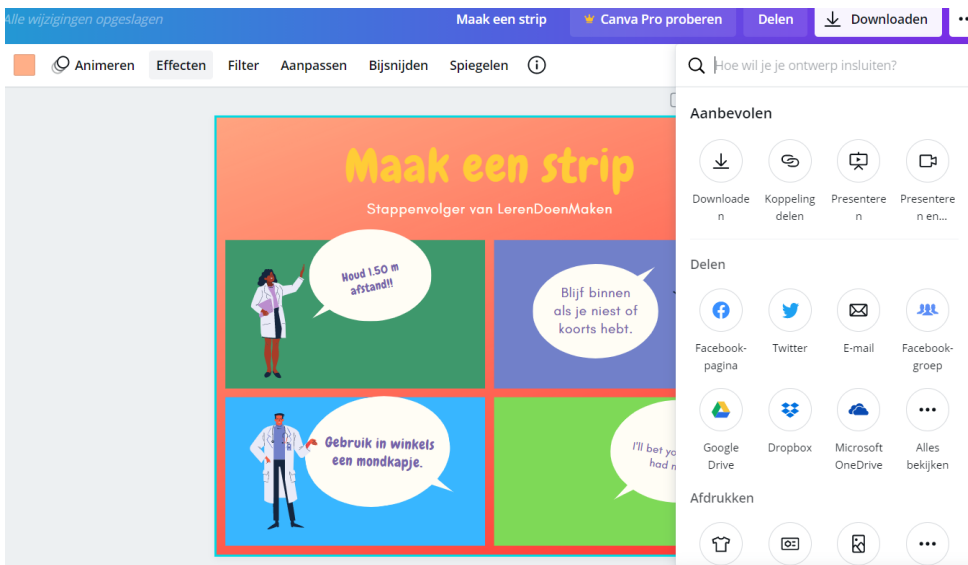 Alle wijzigingen opgeslagen
Maak een strip
Canva Pro proberen
Delen
Downloaden
Animeren
Effecten
Filter
Aanpassen
Bijsnijden
Spiegelen
Hoe wil je je ontwerp insluiten?
Maak een strip
Stappenvolger van LerenDoenMaken
Houd 1.50 m
afstand!!
Blijf binnen
als je niest of
koorts hebt.
Gebruik in winkels
een mondkapje.
I'll bet
had
Aanbevolen
Downloade
n
Koppeling
delen
Presentere
n
Presentere
n en...
Delen
Facebook-
pagina
Twitter
E-mail
Facebook-
groep
Google
Drive
Dropbox
Microsoft
OneDrive
Alles
bekijken
Afdrukken